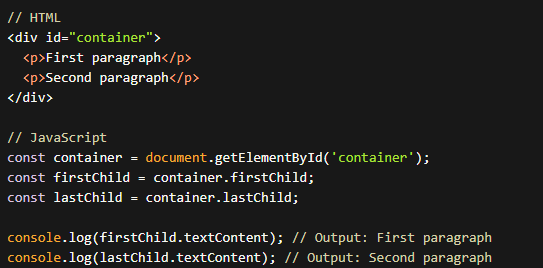 // HTML
<div id="container">
  <p>First paragraph</p>
  <p>Second paragraph</p>
</div>

// JavaScript
const container = document.getElementById('container');
const firstChild = container.firstChild;
const lastChild = container.lastChild;

console.log(firstChild.textContent); // Output: First paragraph
console.log(lastChild.textContent); // Output: Second paragraph